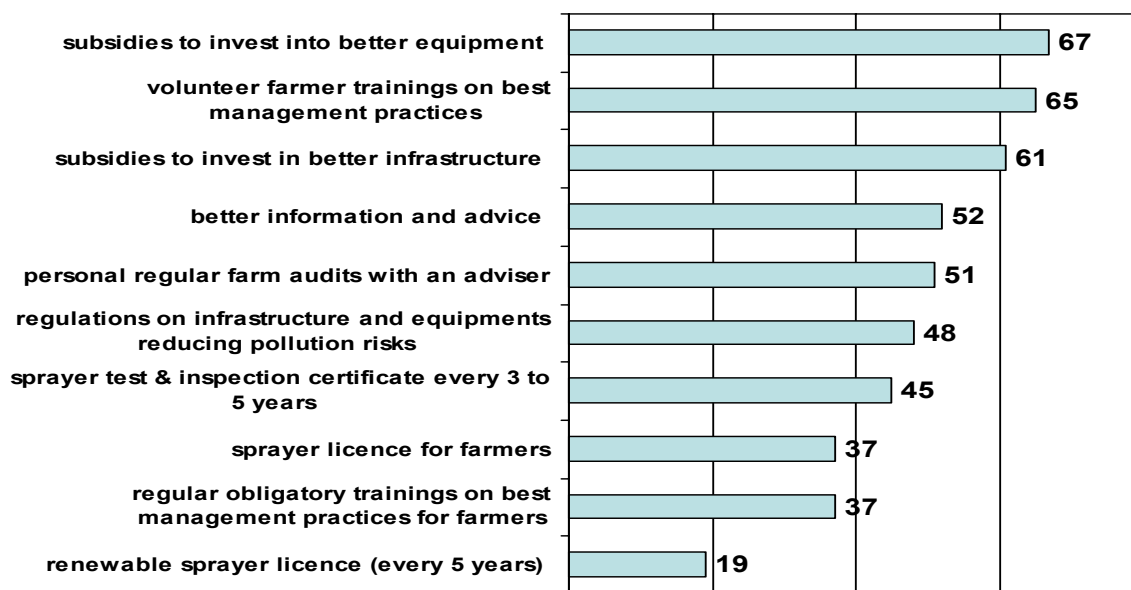 subsidies to invest into better equipment
67
volunteer farmer trainings on best
management practices
65
subsidies to invest in better infrastructure
61
better information and advice
52
personal regular farm audits with an adviser
51
regulations on infrastructure and equipments
reducing pollution risks
48
sprayer test & inspection certificate every 3 to
5 years
45
sprayer licence for farmers
37
regular obligatory trainings on best
management practices for farmers
37
renewable sprayer licence (every 5 years)
19